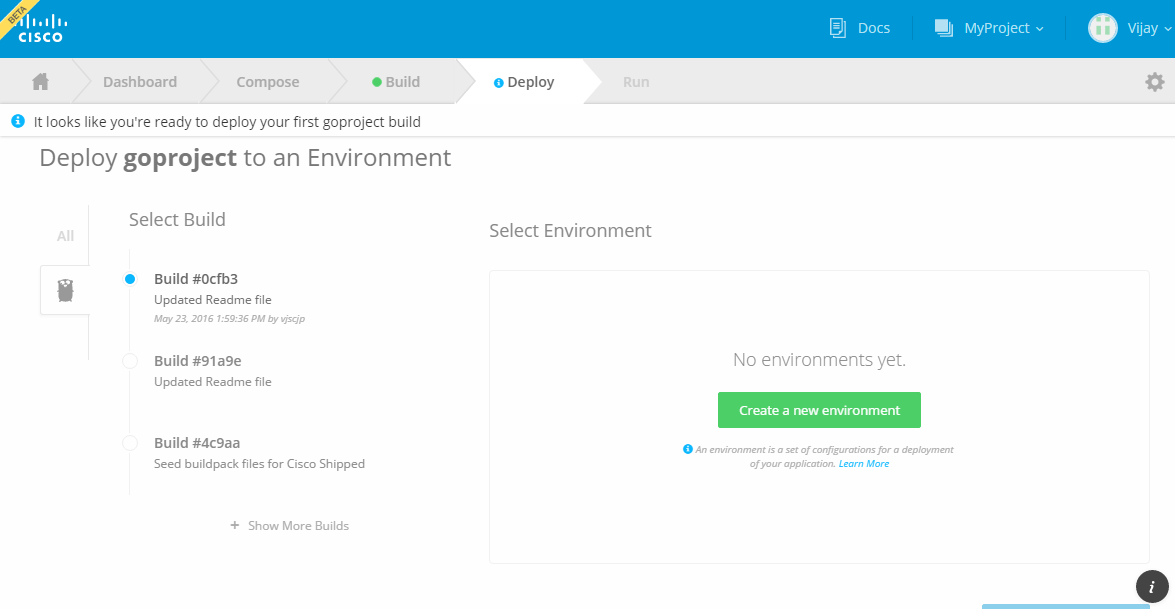 BETA
CISCO
Docs
MyProject
Vijay
Dashboard
Compose
Build
Deploy
Run
It looks like you're ready to deploy your first goproject build
Deploy goproject to an Environment
All
Select Build
Build #0cfb3
Updated Readme file
May 23, 2016 1:59:36 PM by vjscjp
Build #91a9e
Updated Readme file
Build #4c9aa
Seed buildpack files for Cisco Shipped
+ Show More Builds
Select Environment
No environments yet.
Create a new environment
An environment is a set of configurations for a deployment
of your application. Learn More